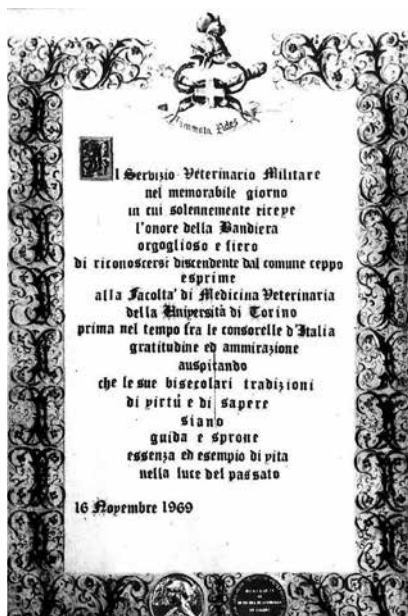 Il Servizio Veterinario Militare
nel memorabile giorno
in cui solennemente riceve
l'onore della Bandiera
orgoglioso e fiero
di riconoscersi discendente dal comune ceppo
esprime
alla Facolta' di Medicina Veterinaria
della Università di Torino
prima nel tempo fra le consorelle d'Italia
gratitudine ed ammirazione
auspicando
che le sue bisecolari tradizioni
di virtú e di sapere
siano
guida e sprone
essenza ed esempio di vita
nella luce del passato
16 Novembre 1969